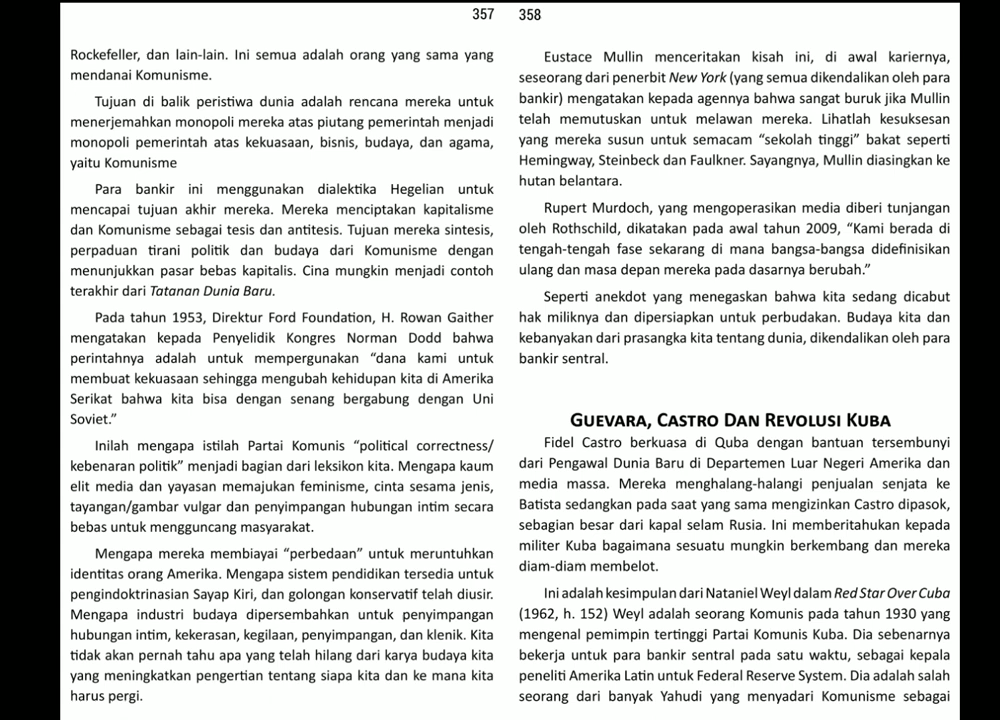 357
Rockefeller, dan lain-lain. Ini semua adalah orang yang sama yang
mendanai Komunisme.
Tujuan di balik peristiwa dunia adalah rencana mereka untuk
menerjemahkan monopoli mereka atas piutang pemerintah menjadi
monopoli pemerintah atas kekuasaan, bisnis, budaya, dan agama,
yaitu Komunisme
Para bankir ini menggunakan dialektika Hegelian untuk
mencapai tujuan akhir mereka. Mereka menciptakan kapitalisme
dan Komunisme sebagai tesis dan antitesis. Tujuan mereka sintesis,
perpaduan tirani politik dan budaya dari Komunisme dengan
menunjukkan pasar bebas kapitalis. Cina mungkin menjadi contoh
terakhir dari Tatanan Dunia Baru.
Pada tahun 1953, Direktur Ford Foundation, H. Rowan Gaither
mengatakan kepada Penyelidik Kongres Norman Dodd bahwa
perintahnya adalah untuk mempergunakan “dana kami untuk
membuat kekuasaan sehingga mengubah kehidupan kita di Amerika
Serikat bahwa kita bisa dengan senang bergabung dengan Uni
Soviet.”
Inilah mengapa istilah Partai Komunis “political correctness/
kebenaran politik” menjadi bagian dari leksikon kita. Mengapa kaum
elit media dan yayasan memajukan feminisme, cinta sesama jenis,
tayangan/gambar vulgar dan penyimpangan hubungan intim secara
bebas untuk mengguncang masyarakat.
Mengapa mereka membiayai “perbedaan” untuk meruntuhkan
identitas orang Amerika. Mengapa sistem pendidikan tersedia untuk
pengindoktrinasian Sayap Kiri, dan golongan konservatif telah diusir.
Mengapa industri budaya dipersembahkan untuk penyimpangan
hubungan intim, kekerasan, kegilaan, penyimpangan, dan klenik. Kita
tidak akan pernah tahu apa yang telah hilang dari karya budaya kita
yang meningkatkan pengertian tentang siapa kita dan ke mana kita
harus pergi.
358
Eustace Mullin menceritakan kisah ini, di awal kariernya,
seseorang dari penerbit New York (yang semua dikendalikan oleh para
bankir) mengatakan kepada agennya bahwa sangat buruk jika Mullin
telah memutuskan untuk melawan mereka. Lihatlah kesuksesan
yang mereka susun untuk semacam “sekolah tinggi” bakat seperti
Hemingway, Steinbeck dan Faulkner. Sayangnya, Mullin diasingkan ke
hutan belantara.
Rupert Murdoch, yang mengoperasikan media diberi tunjangan
oleh Rothschild, dikatakan pada awal tahun 2009, “Kami berada di
tengah-tengah fase sekarang di mana bangsa-bangsa didefinisikan
ulang dan masa depan mereka pada dasarnya berubah.”
Seperti anekdot yang menegaskan bahwa kita sedang dicabut
hak miliknya dan dipersiapkan untuk perbudakan. Budaya kita dan
kebanyakan dari prasangka kita tentang dunia, dikendalikan oleh para
bankir sentral.
GUEVARA, CASTRO DAN REVOLUSI KUBA
Fidel Castro berkuasa di Quba dengan bantuan tersembunyi
dari Pengawal Dunia Baru di Departemen Luar Negeri Amerika dan
media massa. Mereka menghalang-halangi penjualan senjata ke
Batista sedangkan pada saat yang sama mengizinkan Castro dipasok,
sebagian besar dari kapal selam Rusia. Ini memberitahukan kepada
militer Kuba bagaimana sesuatu mungkin berkembang dan mereka
diam-diam membelot.
Ini adalah kesimpulan dari Nataniel Weyl dalam Red Star Over Cuba
(1962, h. 152) Weyl adalah seorang Komunis pada tahun 1930 yang
mengenal pemimpin tertinggi Partai Komunis Kuba. Dia sebenarnya
bekerja untuk para bankir sentral pada satu waktu, sebagai kepala
peneliti Amerika Latin untuk Federal Reserve System. Dia adalah salah
seorang dari banyak Yahudi yang menyadari Komunisme sebagai